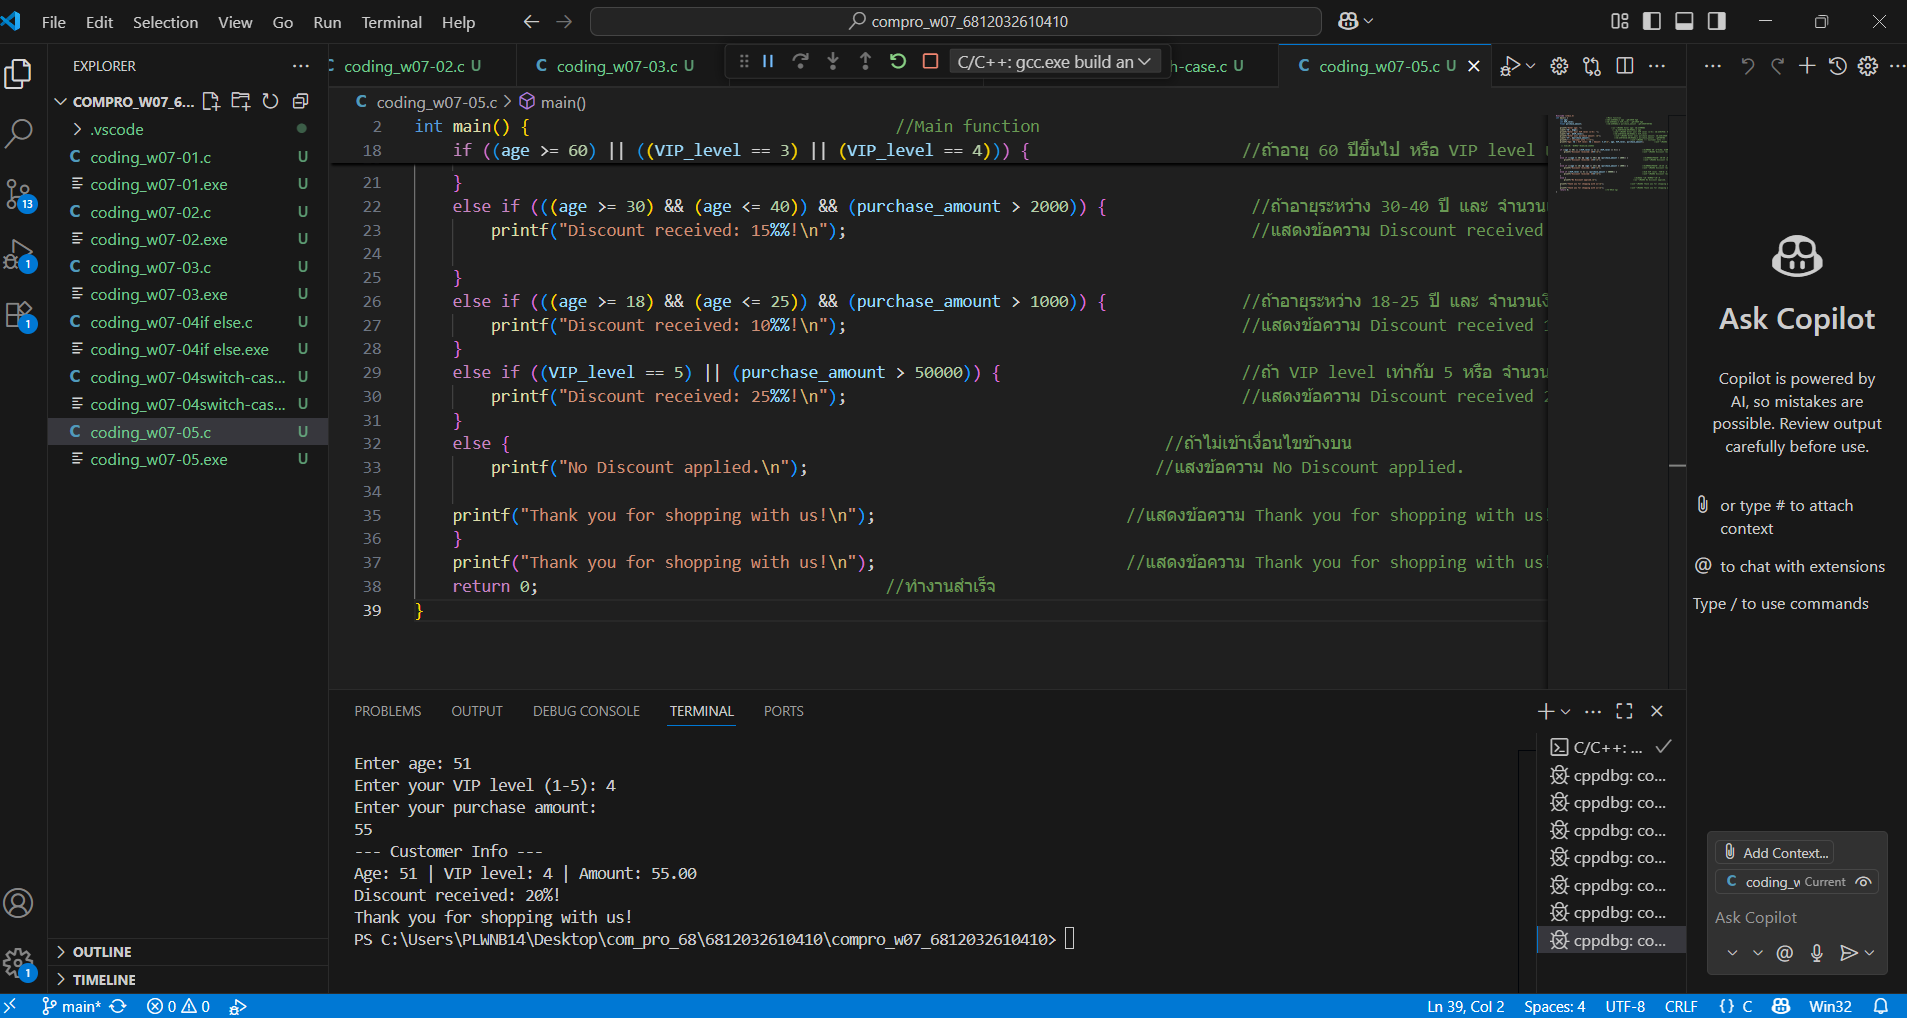 File Edit Selection View Go Run Terminal Help
compro_w07_6812032610410
EXPLORER
COMPRO_W07_6...
.vscode
coding_w07-01.c U
coding_w07-01.exe U
coding_w07-02.c U
coding_w07-02.exe U
coding_w07-03.c U
coding_w07-03.exe U
coding_w07-04if else.c U
coding_w07-04if else.exe U
coding_w07-04switch-cas... U
coding_w07-04switch-cas... U
coding_w07-05.c U
coding_w07-05.exe U
OUTLINE
TIMELINE
13
1
1
1
coding_w07-02.c U
C coding_w07-03.c U
C/C++: gcc.exe build an
h-case.c U
C coding_w07-05.c U
C coding_w07-05.c > main()
2 int main() { //Main function
18 if ((age >= 60) || ((VIP_level == 3) || (VIP_level == 4))) { //ถ้าอายุ 60 ปีขึ้นไป หรือ VIP level
21 }
22 else if (((age >= 30) && (age <= 40)) && (purchase_amount > 2000)) { //ถ้าอายุระหว่าง 30-40 ปี และ จำนวน
23 printf("Discount received: 15%%!\n"); //แสดงข้อความ Discount received
24
25 }
26 else if (((age >= 18) && (age <= 25)) && (purchase_amount > 1000)) { //ถ้าอายุระหว่าง 18-25 ปี และ จำนวนเงิ
27 printf("Discount received: 10%%!\n"); //แสดงข้อความ Discount received 1
28 }
29 else if ((VIP_level == 5) || (purchase_amount > 50000)) { //ถ้า VIP level เท่ากับ 5 หรือ จำนวน
30 printf("Discount received: 25%%!\n"); //แสดงข้อความ Discount received 2
31 }
32 else { //ถ้าไม่เข้าเงื่อนไขข้างบน
33 printf("No Discount applied.\n"); //แสงข้อความ No Discount applied.
34
35 printf("Thank you for shopping with us!\n"); //แสดงข้อความ Thank you for shopping with us!
36 }
37 printf("Thank you for shopping with us!\n"); //แสดงข้อความ Thank you for shopping with us!
38 return 0; //ทำงานสำเร็จ
39 }
PROBLEMS OUTPUT DEBUG CONSOLE TERMINAL PORTS
Enter age: 51
Enter your VIP level (1-5): 4
Enter your purchase amount:
55
--- Customer Info ---
Age: 51 | VIP level: 4 | Amount: 55.00
Discount received: 20%!
Thank you for shopping with us!
PS C:\Users\PLWNB14\Desktop\com_pro_68\6812032610410\compro_w07_6812032610410>
C/C++: ...
cppdbg: co...
cppdbg: co...
cppdbg: co...
cppdbg: co...
cppdbg: co...
cppdbg: co...
cppdbg: co...
Ask Copilot
Copilot is powered by
AI, so mistakes are
possible. Review output
carefully before use.
or type # to attach
context
@ to chat with extensions
Type / to use commands
Add Context...
C coding_w Current
Ask Copilot
main* 0 0
Ln 39, Col 2 Spaces: 4 UTF-8 CRLF {} C Win32